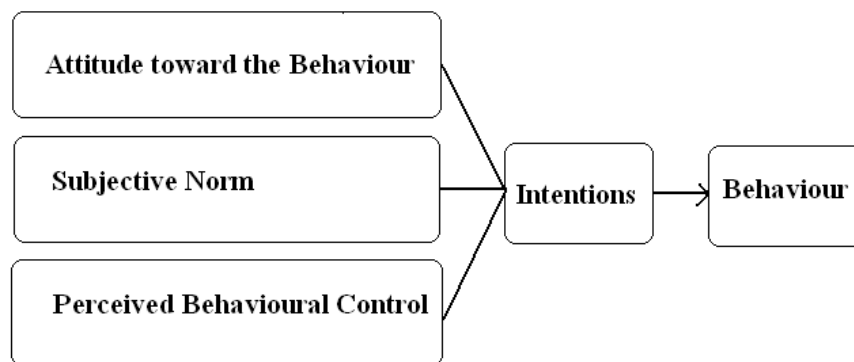 Attitude toward the Behaviour
Subjective Norm
Perceived Behavioural Control
Intentions
Behaviour